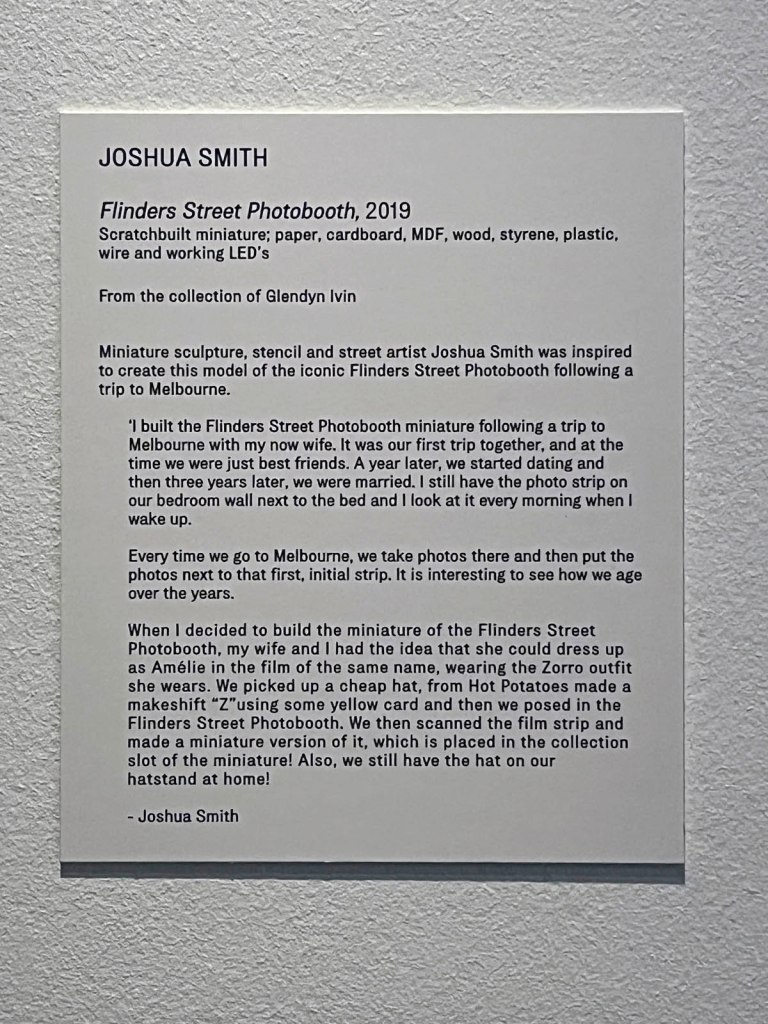 JOSHUA SMITH
Flinders Street Photobooth, 2019
Scratchbuilt miniature; paper, cardboard, MDF, wood, styrene, plastic,
wire and working LED's
From the collection of Glendyn Ivin
Miniature sculpture, stencil and street artist Joshua Smith was inspired
to create this model of the iconic Flinders Street Photobooth following a
trip to Melbourne.
'I built the Flinders Street Photobooth miniature following a trip to
Melbourne with my now wife. It was our first trip together, and at the
time we were just best friends. A year later, we started dating and
then three years later, we were married. I still have the photo strip on
our bedroom wall next to the bed and I look at it every morning when I
wake up.
Every time we go to Melbourne, we take photos there and then put the
photos next to that first, initial strip. It is interesting to see how we age
over the years.
When I decided to build the miniature of the Flinders Street
Photobooth, my wife and I had the idea that she could dress up
as Amélie in the film of the same name, wearing the Zorro outfit
she wears. We picked up a cheap hat, from Hot Potatoes made a
makeshift “Z”using some yellow card and then we posed in the
Flinders Street Photobooth. We then scanned the film strip and
made a miniature version of it, which is placed in the collection
slot of the miniature! Also, we still have the hat on our
hatstand at home!
- Joshua Smith